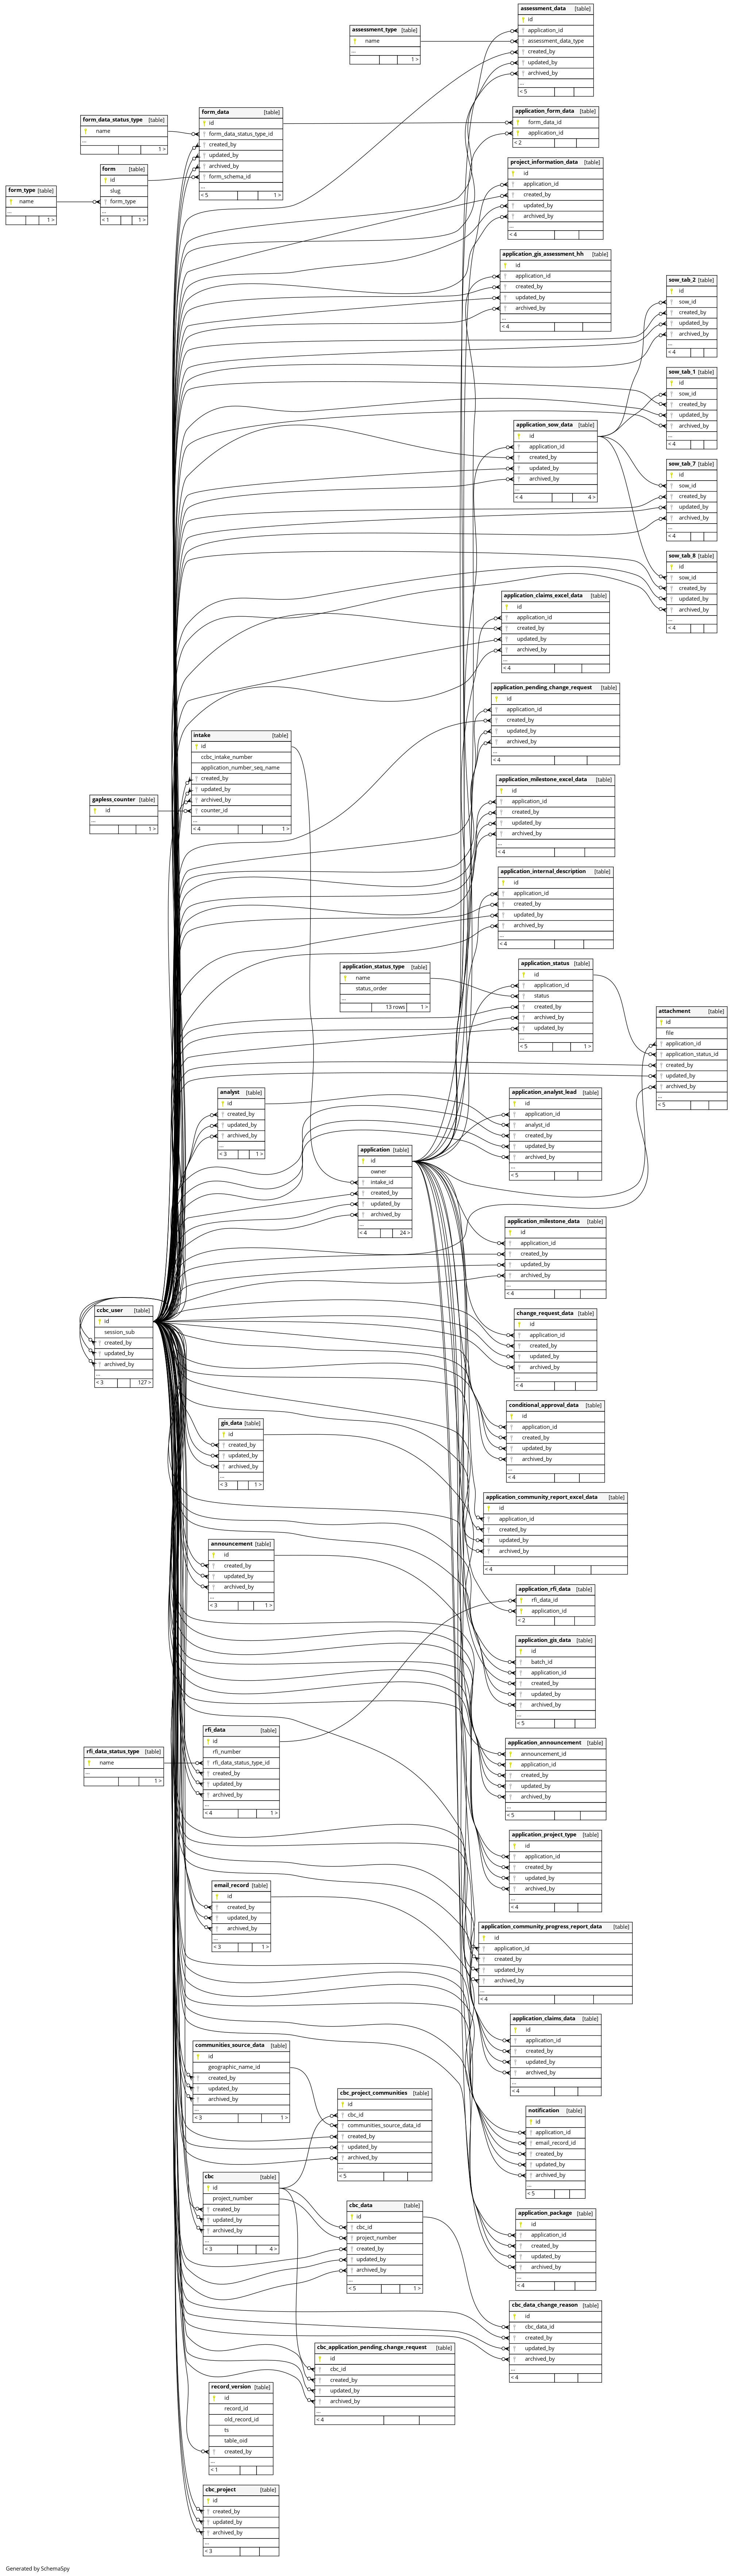 assessment_data [table]
id
application_id
assessment_data_type
created_by
updated_by
archived_by
...
< 5
assessment_type [table]
name
...
1 >
form_data [table]
id
form_data_status_type_id
created_by
updated_by
archived_by
form_schema_id
...
< 5 1 >
application_form_data [table]
form_data_id
application_id
< 2
form_data_status_type [table]
name
...
1 >
form [table]
id
slug
form_type
...
< 1 1 >
form_type [table]
name
...
1 >
project_information_data [table]
id
application_id
created_by
updated_by
archived_by
...
< 4
application_gis_assessment_hh [table]
id
application_id
created_by
updated_by
archived_by
...
< 4
sow_tab_2 [table]
id
sow_id
created_by
updated_by
archived_by
...
< 4
sow_tab_1 [table]
id
sow_id
created_by
updated_by
archived_by
...
< 4
application_sow_data [table]
id
application_id
created_by
updated_by
archived_by
...
< 4 4 >
sow_tab_7 [table]
id
sow_id
created_by
updated_by
archived_by
...
< 4
sow_tab_8 [table]
id
sow_id
created_by
updated_by
archived_by
...
< 4
application_claims_excel_data [table]
id
application_id
created_by
updated_by
archived_by
...
< 4
application_pending_change_request [table]
id
application_id
created_by
updated_by
archived_by
...
< 4
intake [table]
id
ccbc_intake_number
application_number_seq_name
created_by
updated_by
archived_by
counter_id
...
< 4 1 >
gapless_counter [table]
id
...
1 >
application_milestone_excel_data [table]
id
application_id
created_by
updated_by
archived_by
...
< 4
application_internal_description [table]
id
application_id
created_by
updated_by
archived_by
...
< 4
application_status_type [table]
name
status_order
...
13 rows 1 >
application_status [table]
id
application_id
status
created_by
archived_by
updated_by
...
< 5 1 >
attachment [table]
id
file
application_id
application_status_id
created_by
updated_by
archived_by
...
< 5
analyst [table]
id
created_by
updated_by
archived_by
...
< 3 1 >
application_analyst_lead [table]
id
application_id
analyst_id
created_by
updated_by
archived_by
...
< 5
application [table]
id
owner
intake_id
created_by
updated_by
archived_by
...
< 4 24 >
application_milestone_data [table]
id
application_id
created_by
updated_by
archived_by
...
< 4
ccbc_user [table]
id
session_sub
created_by
updated_by
archived_by
...
< 3 127 >
change_request_data [table]
id
application_id
created_by
updated_by
archived_by
...
< 4
conditional_approval_data [table]
id
application_id
created_by
updated_by
archived_by
...
< 4
gis_data [table]
id
created_by
updated_by
archived_by
...
< 3 1 >
application_community_report_excel_data [table]
id
application_id
created_by
updated_by
archived_by
...
< 4
announcement [table]
id
created_by
updated_by
archived_by
...
< 3 1 >
application_rfi_data [table]
rfi_data_id
application_id
< 2
application_gis_data [table]
id
batch_id
application_id
created_by
updated_by
archived_by
...
< 5
rfi_data [table]
id
rfi_number
rfi_data_status_type_id
created_by
updated_by
archived_by
...
< 4 1 >
rfi_data_status_type [table]
name
...
1 >
application_announcement [table]
announcement_id
application_id
created_by
updated_by
archived_by
...
< 5
application_project_type [table]
id
application_id
created_by
updated_by
archived_by
...
< 4
email_record [table]
id
created_by
updated_by
archived_by
...
< 3 1 >
application_community_progress_report_data [table]
id
application_id
created_by
updated_by
archived_by
...
< 4
application_claims_data [table]
id
application_id
created_by
updated_by
archived_by
...
< 4
communities_source_data [table]
id
geographic_name_id
created_by
updated_by
archived_by
...
< 3 1 >
cbc_project_communities [table]
id
cbc_id
communities_source_data_id
created_by
updated_by
archived_by
...
< 5
notification [table]
id
application_id
email_record_id
created_by
updated_by
archived_by
...
< 5
cbc [table]
id
project_number
created_by
updated_by
archived_by
...
< 3 4 >
cbc_data [table]
id
cbc_id
project_number
created_by
updated_by
archived_by
...
< 5 1 >
application_package [table]
id
application_id
created_by
updated_by
archived_by
...
< 4
cbc_data_change_reason [table]
id
cbc_data_id
created_by
updated_by
archived_by
...
< 4
cbc_application_pending_change_request [table]
id
cbc_id
created_by
updated_by
archived_by
...
< 4
record_version [table]
id
record_id
old_record_id
ts
table_oid
created_by
...
< 1
cbc_project [table]
id
created_by
updated_by
archived_by
...
< 3
Generated by SchemaSpy